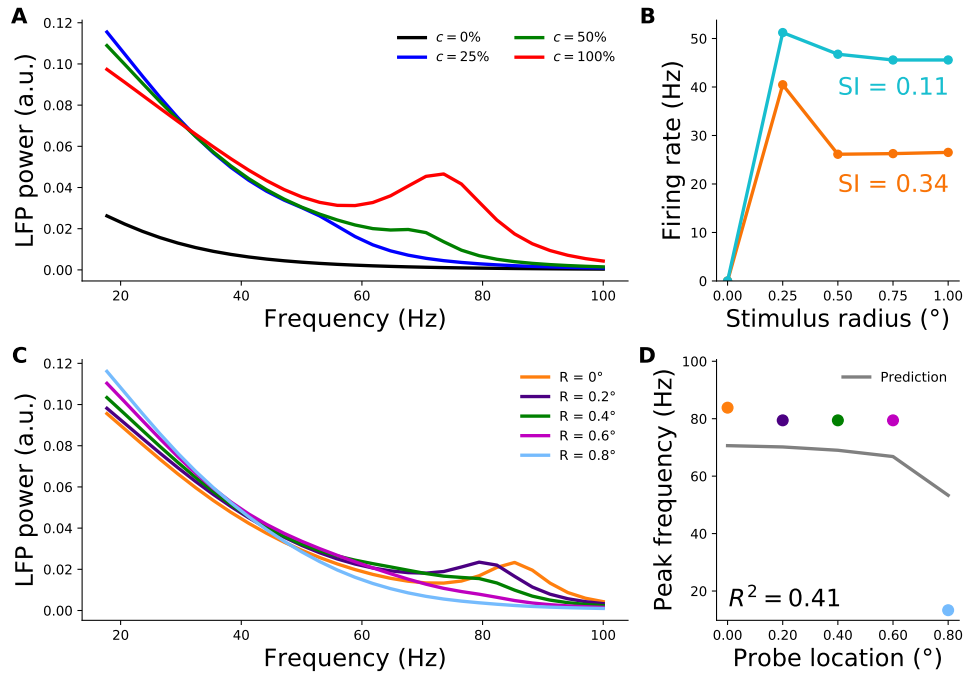 A
LFP power (a.u.)
0.12
0.10
0.08
0.06
0.04
0.02
0.00
20 40 60 80 100
Frequency (Hz)
c = 0%
c = 25%
c = 50%
c = 100%
B
Firing rate (Hz)
50
40
30
20
10
0
SI = 0.11
SI = 0.34
0.00 0.25 0.50 0.75 1.00
Stimulus radius (°)
C
LFP power (a.u.)
0.12
0.10
0.08
0.06
0.04
0.02
0.00
20 40 60 80 100
Frequency (Hz)
R = 0°
R = 0.2°
R = 0.4°
R = 0.6°
R = 0.8°
D
Peak frequency (Hz)
100
80
60
40
20
Prediction
R² = 0.41
0.00 0.20 0.40 0.60 0.80
Probe location (°)